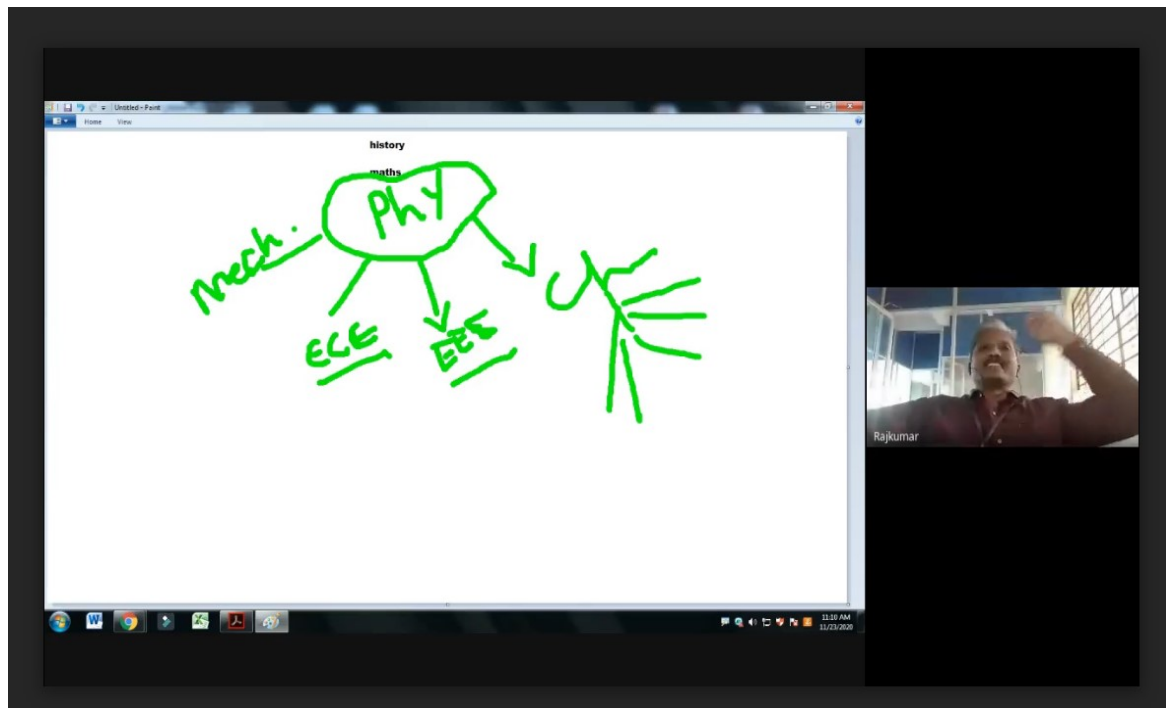 Untitled - Paint
Home View
history
maths
Phy
Mech.
ECE
EEE
Rajkumar
11:10 AM
11/23/2020